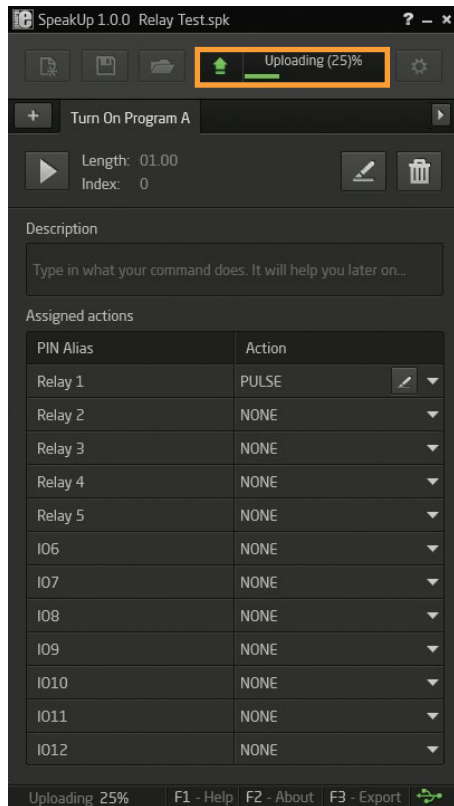 SpeakUp 1.0.0 Relay Test.spk ? – ×
Uploading (25)%
+ Turn On Program A
Length: 01.00
Index: 0
Description
Type in what your command does. It will help you later on...
Assigned actions
PIN Alias Action
Relay 1 PULSE
Relay 2 NONE
Relay 3 NONE
Relay 4 NONE
Relay 5 NONE
IO6 NONE
IO7 NONE
IO8 NONE
IO9 NONE
IO10 NONE
IO11 NONE
IO12 NONE
Uploading 25% F1 - Help F2 - About F3 - Export